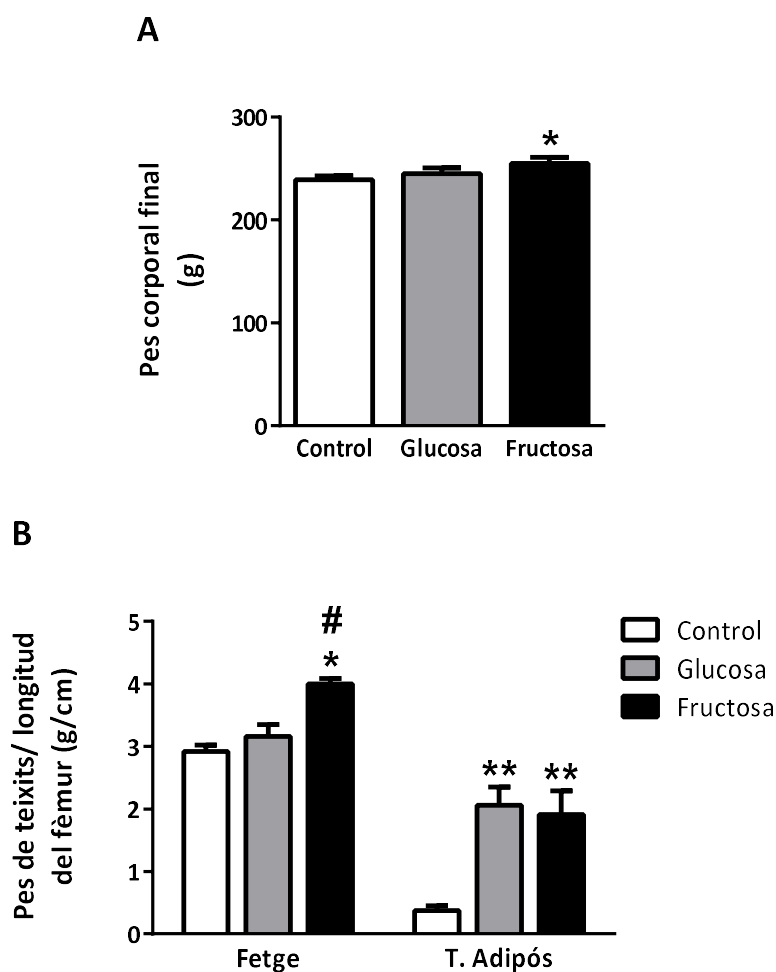 A
Pes corporal final
(g)
300
200
100
0
*
Control Glucosa Fructosa
B
Pes de teixits/ longitud
del fèmur (g/cm)
5
4
3
2
1
0
#
*
** **
Fetge T. Adipós
Control
Glucosa
Fructosa